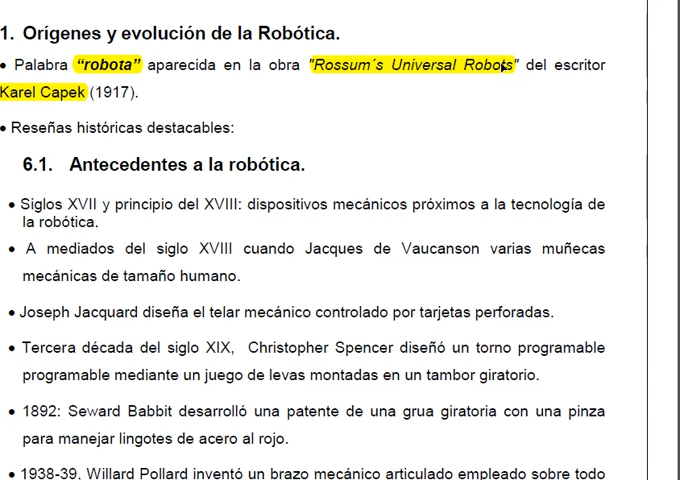 1. Orígenes y evolución de la Robótica.
• Palabra “robota” aparecida en la obra "Rossum´s Universal Robots" del escritor
Karel Capek (1917).
• Reseñas históricas destacables:
6.1. Antecedentes a la robótica.
• Siglos XVII y principio del XVIII: dispositivos mecánicos próximos a la tecnología de
la robótica.
• A mediados del siglo XVIII cuando Jacques de Vaucanson varias muñecas
mecánicas de tamaño humano.
• Joseph Jacquard diseña el telar mecánico controlado por tarjetas perforadas.
• Tercera década del siglo XIX, Christopher Spencer diseñó un torno programable
programable mediante un juego de levas montadas en un tambor giratorio.
• 1892: Seward Babbit desarrolló una patente de una grua giratoria con una pinza
para manejar lingotes de acero al rojo.
• 1938-39, Willard Pollard inventó un brazo mecánico articulado empleado sobre todo